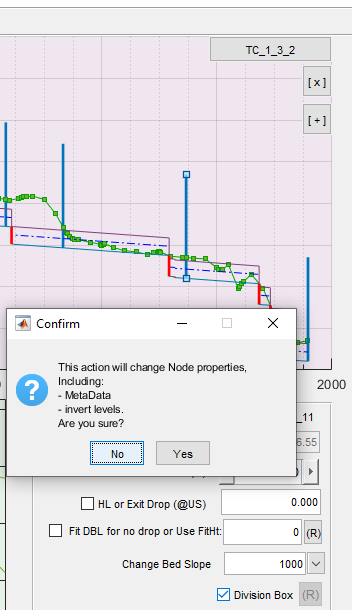 TC_1_3_2
[ x ]
[ + ]
Confirm
This action will change Node properties,
Including:
- MetaData
- invert levels.
Are you sure?
No
Yes
2000
_11
6.55
HL or Exit Drop (@US)
0.000
Fit DBL for no drop or Use FitHt:
0
(R)
Change Bed Slope
1000
Division Box
(R)